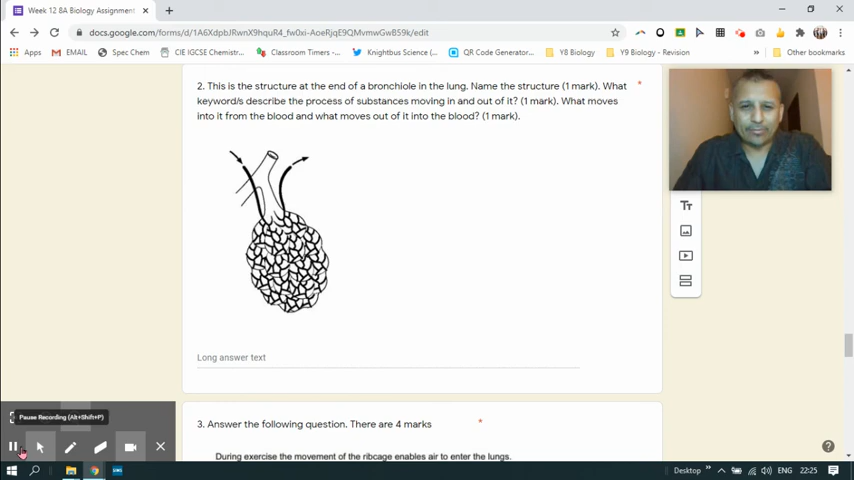 Week 12 8A Biology Assignment
docs.google.com/forms/d/1A6XdpbJRwnX9hquR4_fw0xi-AoeRjqE9QMvmwGwB59k/edit
Apps EMAIL Spec Chem CIE IGCSE Chemistr... Classroom Timers -... Knightbus Science (... QR Code Generator... Y8 Biology Y9 Biology - Revision Other bookmarks
2. This is the structure at the end of a bronchiole in the lung. Name the structure (1 mark). What *
keyword/s describe the process of substances moving in and out of it? (1 mark). What moves
into it from the blood and what moves out of it into the blood? (1 mark).
Tт
Long answer text
Pause Recording (Alt+Shift+P)
3. Answer the following question. There are 4 marks *
During exercise the movement of the ribcage enables air to enter the lungs.
Desktop ENG 22:25